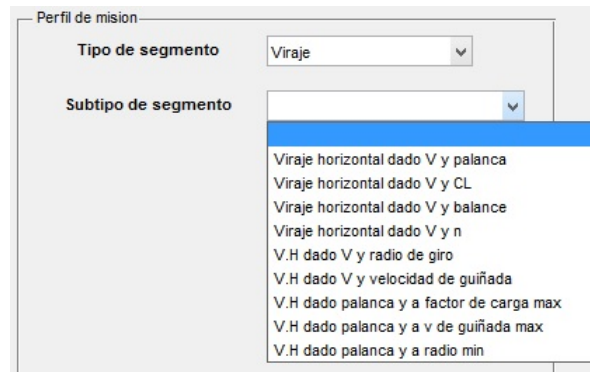 Perfil de mision
Tipo de segmento
Viraje
Subtipo de segmento
Viraje horizontal dado V y palanca
Viraje horizontal dado V y CL
Viraje horizontal dado V y balance
Viraje horizontal dado V y n
V.H dado V y radio de giro
V.H dado V y velocidad de guiñada
V.H dado palanca y a factor de carga max
V.H dado palanca y a v de guiñada max
V.H dado palanca y a radio min